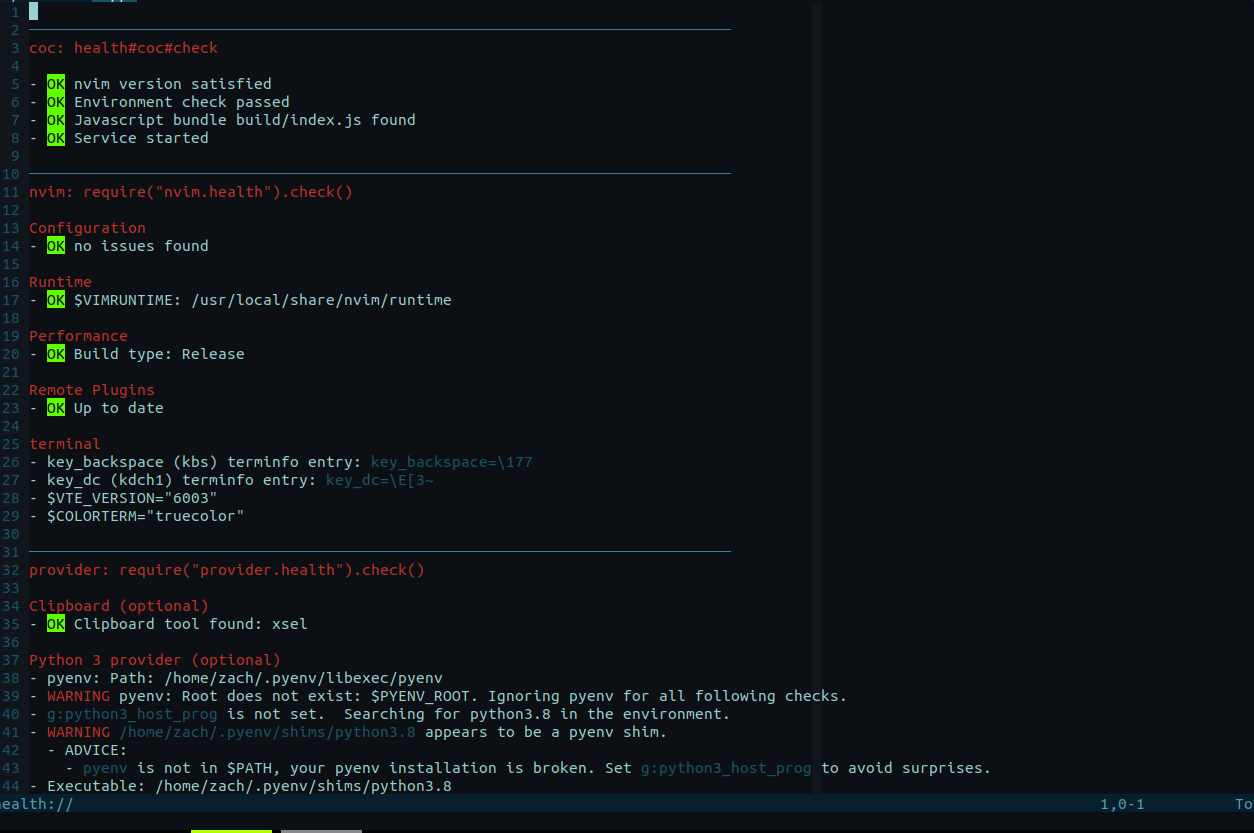 1
2
3 coc: health#coc#check
4
5 - OK nvim version satisfied
6 - OK Environment check passed
7 - OK Javascript bundle build/index.js found
8 - OK Service started
9
10
11 nvim: require("nvim.health").check()
12
13 Configuration
14 - OK no issues found
15
16 Runtime
17 - OK $VIMRUNTIME: /usr/local/share/nvim/runtime
18
19 Performance
20 - OK Build type: Release
21
22 Remote Plugins
23 - OK Up to date
24
25 terminal
26 - key_backspace (kbs) terminfo entry: key_backspace=\177
27 - key_dc (kdch1) terminfo entry: key_dc=\E[3~
28 - $VTE_VERSION="6003"
29 - $COLORTERM="truecolor"
30
31
32 provider: require("provider.health").check()
33
34 Clipboard (optional)
35 - OK Clipboard tool found: xsel
36
37 Python 3 provider (optional)
38 - pyenv: Path: /home/zach/.pyenv/libexec/pyenv
39 - WARNING pyenv: Root does not exist: $PYENV_ROOT. Ignoring pyenv for all following checks.
40 - g:python3_host_prog is not set.  Searching for python3.8 in the environment.
41 - WARNING /home/zach/.pyenv/shims/python3.8 appears to be a pyenv shim.
42   - ADVICE:
43     - pyenv is not in $PATH, your pyenv installation is broken. Set g:python3_host_prog to avoid surprises.
44 - Executable: /home/zach/.pyenv/shims/python3.8
ealth:// 1,0-1 To